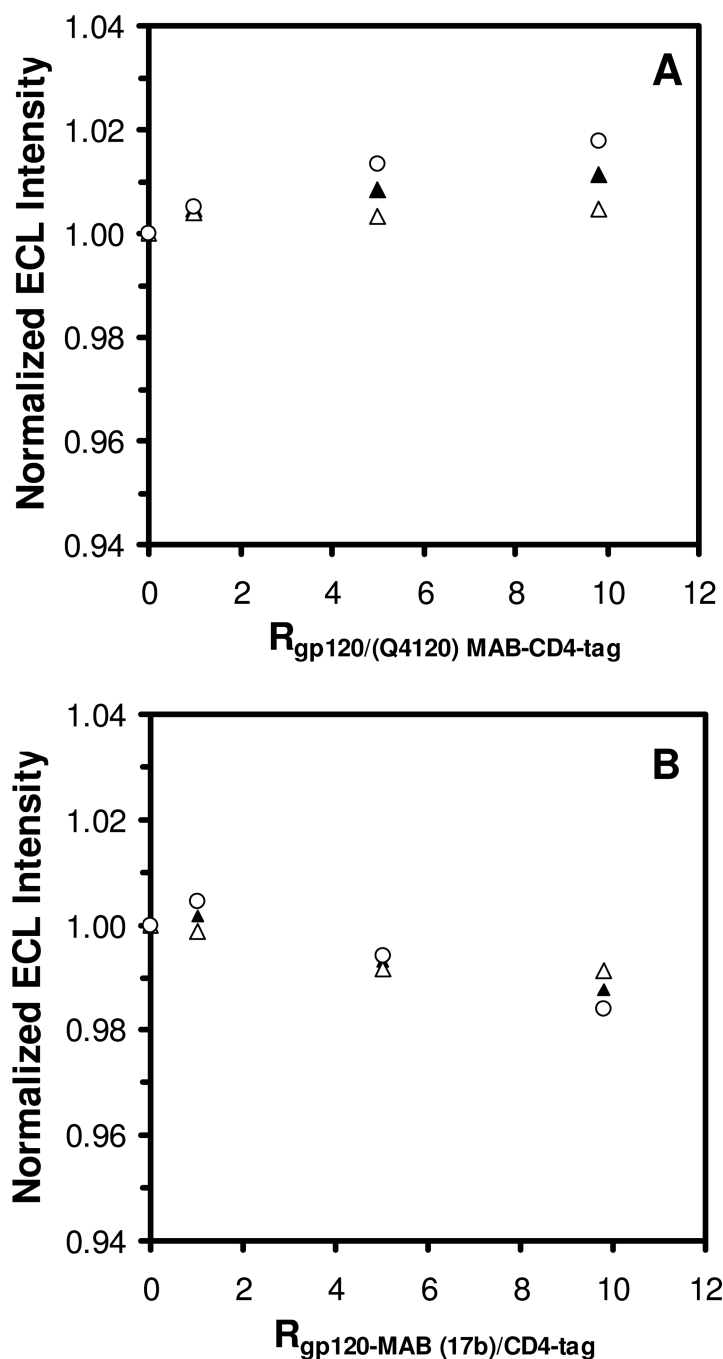 A
Normalized ECL Intensity
1.04
1.02
1.00
0.98
0.96
0.94
0 2 4 6 8 10 12
Rgp120/(Q4120) MAB-CD4-tag
B
Normalized ECL Intensity
1.04
1.02
1.00
0.98
0.96
0.94
0 2 4 6 8 10 12
Rgp120-MAB (17b)/CD4-tag